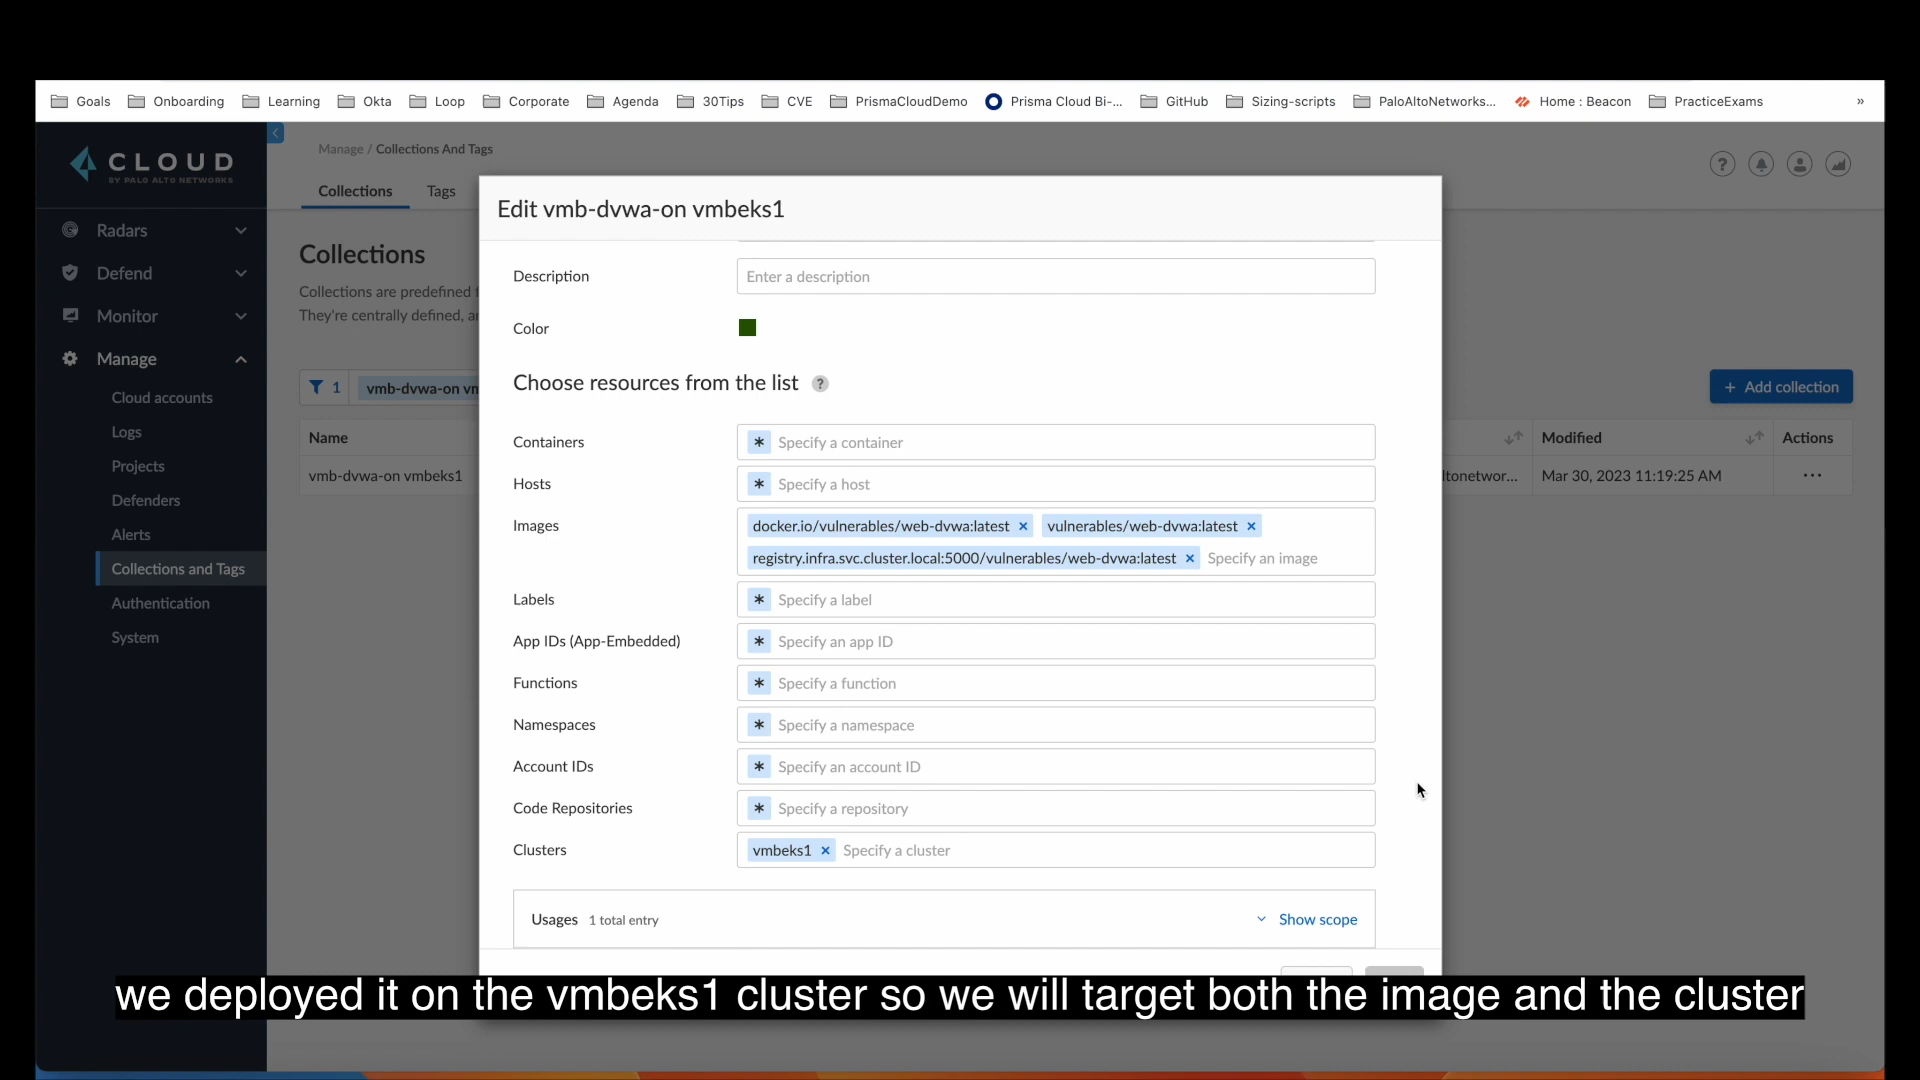 Goals Onboarding Learning Okta Loop Corporate Agenda 30Tips CVE PrismaCloudDemo Prisma Cloud Bi-... GitHub Sizing-scripts PaloAltoNetworks... Home : Beacon PracticeExams »
CLOUD
BY PALO ALTO NETWORKS
Manage / Collections And Tags
Collections Tags
Radars
Defend
Monitor
Manage
Cloud accounts
Logs
Projects
Defenders
Alerts
Collections and Tags
Authentication
System
Collections
Collections are predefined
They're centrally defined,
1 vmb-dvwa-on
+ Add collection
Name Modified Actions
vmb-dvwa-on vmbeks1 ltonetwor... Mar 30, 2023 11:19:25 AM ...
Edit vmb-dvwa-on vmbeks1
Description Enter a description
Color
Choose resources from the list ?
Containers * Specify a container
Hosts * Specify a host
Images docker.io/vulnerables/web-dvwa:latest × vulnerables/web-dvwa:latest ×
registry.infra.svc.cluster.local:5000/vulnerables/web-dvwa:latest × Specify an image
Labels * Specify a label
App IDs (App-Embedded) * Specify an app ID
Functions * Specify a function
Namespaces * Specify a namespace
Account IDs * Specify an account ID
Code Repositories * Specify a repository
Clusters vmbeks1 × Specify a cluster
Usages 1 total entry Show scope
we deployed it on the vmbeks1 cluster so we will target both the image and the cluster